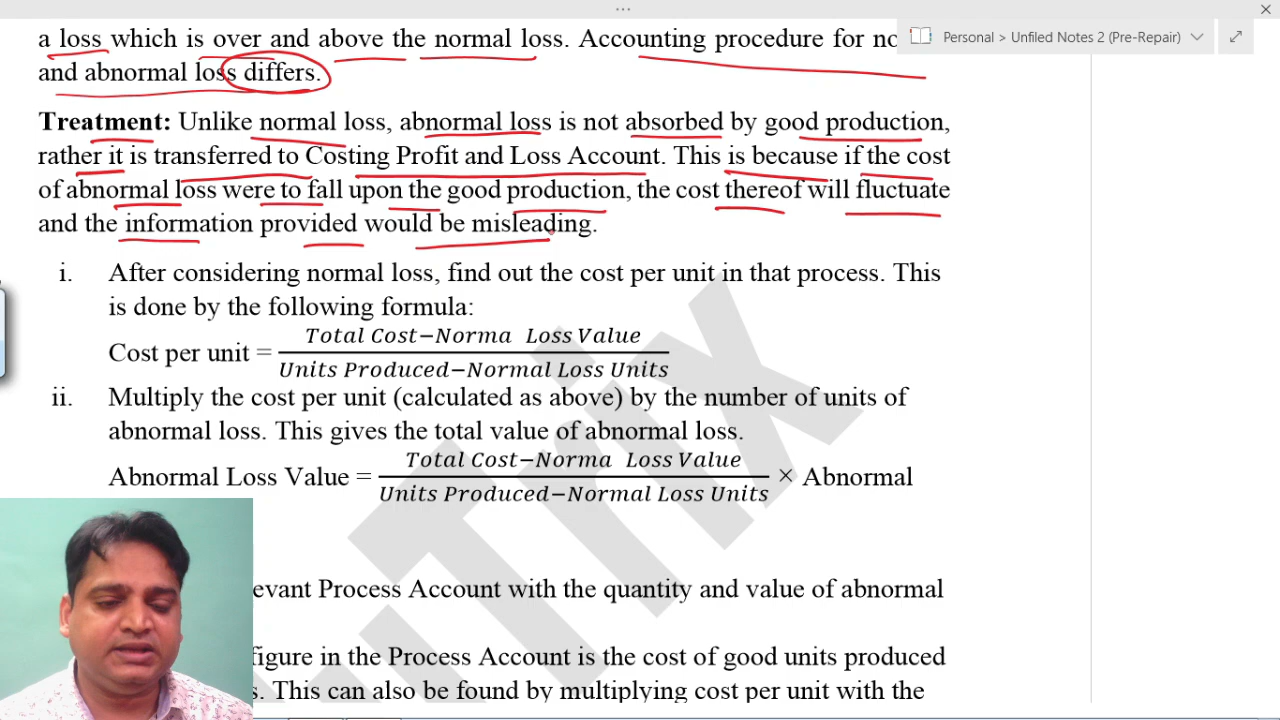 Personal > Unfiled Notes 2 (Pre-Repair)
a loss which is over and above the normal loss. Accounting procedure for
and abnormal loss differs.
Treatment: Unlike normal loss, abnormal loss is not absorbed by good production,
rather it is transferred to Costing Profit and Loss Account. This is because if the cost
of abnormal loss were to fall upon the good production, the cost thereof will fluctuate
and the information provided would be misleading.
i. After considering normal loss, find out the cost per unit in that process. This
is done by the following formula:
Total Cost−Norma Loss Value
Cost per unit =
Units Produced−Normal Loss Units
ii. Multiply the cost per unit (calculated as above) by the number of units of
abnormal loss. This gives the total value of abnormal loss.
Total Cost−Norma Loss Value
Abnormal Loss Value = × Abnormal
Units Produced−Normal Loss Units
evant Process Account with the quantity and value of abnormal
figure in the Process Account is the cost of good units produced
s. This can also be found by multiplying cost per unit with the